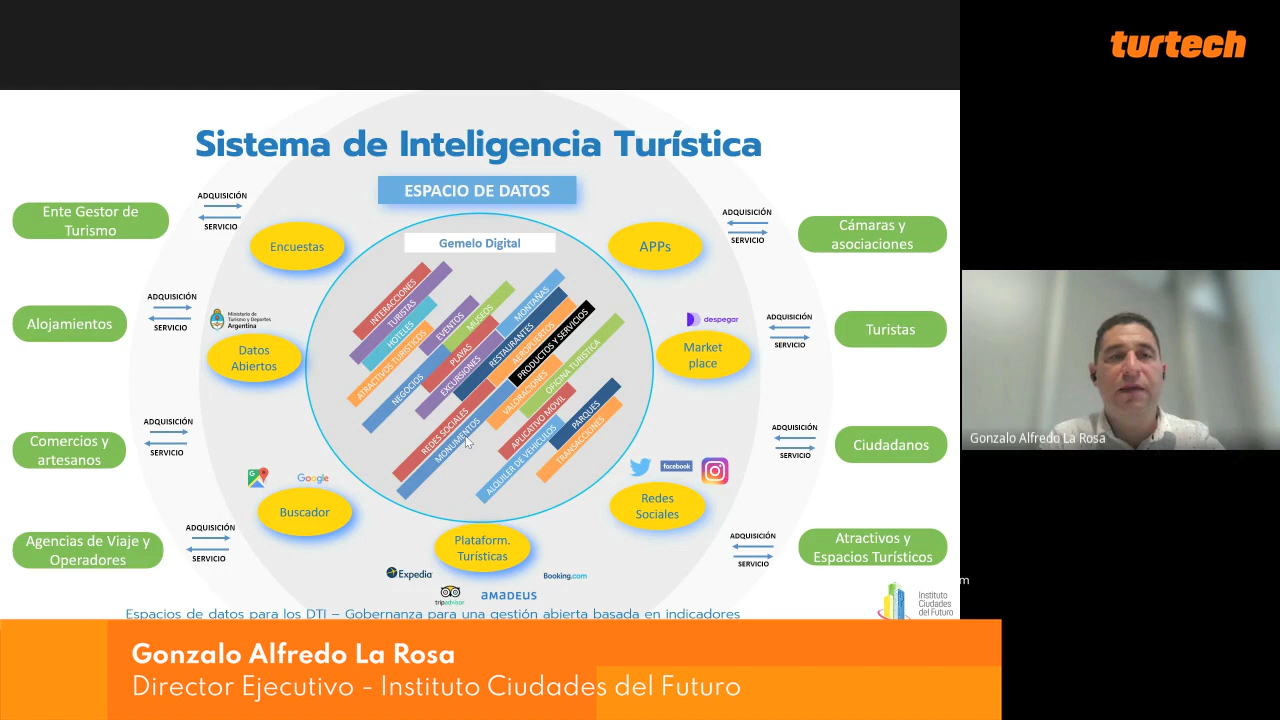 turtech
Sistema de Inteligencia Turística
ESPACIO DE DATOS
Gemelo Digital
Ente Gestor de
Turismo
ADQUISICIÓN
SERVICIO
Alojamientos
ADQUISICIÓN
SERVICIO
Comercios y
artesanos
ADQUISICIÓN
SERVICIO
Agencias de Viaje y
Operadores
ADQUISICIÓN
SERVICIO
Encuestas
Ministerio de
Turismo y Deportes
Argentina
Datos
Abiertos
Google
Buscador
Plataform.
Turísticas
Expedia
Booking.com
tripadvisor
AMADEUS
INTERACCIONES
TURISTAS
HOTELES
ATRACTIVOS TURISTICOS
NEGOCIOS
EVENTOS
MUSEOS
PLAYAS
EXCURSIONES
MONTAÑAS
RESTAURANTES
AEROPUERTOS
PRODUCTOS Y SERVICIOS
VALORACIONES
OFICINA TURISTICA
REDES SOCIALES
MONUMENTOS
APLICATIVO MOVIL
ALQUILER DE VEHICULOS
PARQUES
TRANSACCIONES
APPs
despegar
Market
place
facebook
Redes
Sociales
ADQUISICIÓN
SERVICIO
Cámaras y
asociaciones
ADQUISICIÓN
SERVICIO
Turistas
ADQUISICIÓN
SERVICIO
Ciudadanos
ADQUISICIÓN
SERVICIO
Atractivos y
Espacios Turísticos
Instituto
Ciudades
del Futuro
Espacios de datos para los DTI – Gobernanza para una gestión abierta basada en indicadores
Gonzalo Alfredo La Rosa
Gonzalo Alfredo La Rosa
Director Ejecutivo - Instituto Ciudades del Futuro